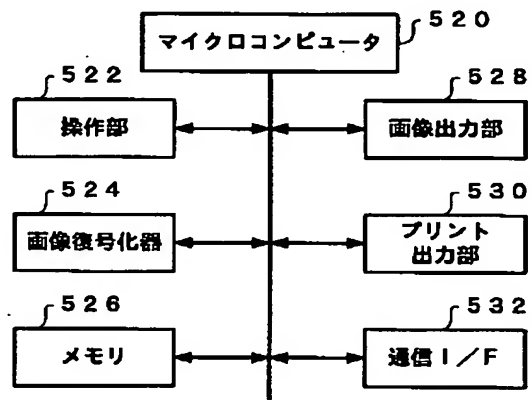 520
マイクロコンピュータ
522
操作部
528
画像出力部
524
画像復号化器
530
プリント
出力部
526
メモリ
532
通信I/F